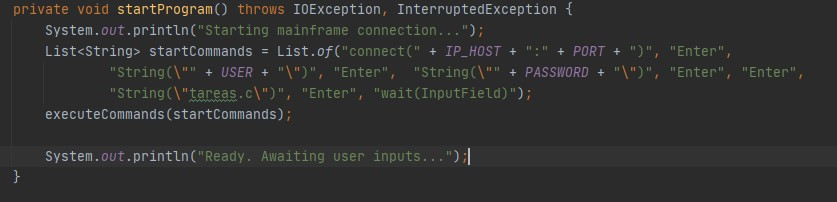 private void startProgram() throws IOException, InterruptedException {
System.out.println("Starting mainframe connection...");
List<String> startCommands = List.of("connect(" + IP_HOST + ":" + PORT + ")", "Enter",
"String(\"" + USER + "\")", "Enter",  "String(\"" + PASSWORD + "\")", "Enter", "Enter",
"String(\"tareas.c\")", "Enter", "wait(InputField)");
executeCommands(startCommands);
System.out.println("Ready. Awaiting user inputs...");
}